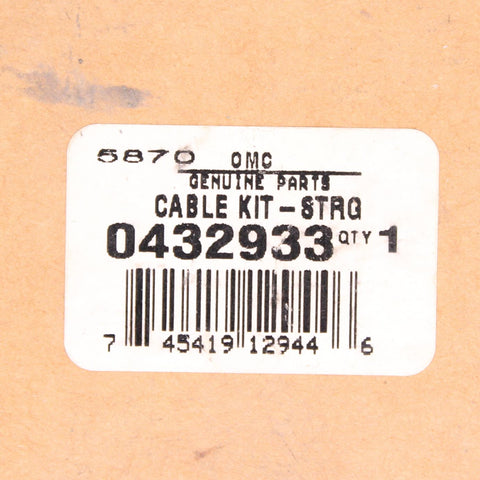 5870 OMC
GENUINE PARTS
CABLE KIT-STRG
0432933 QTY 1
7 45419 12944 6